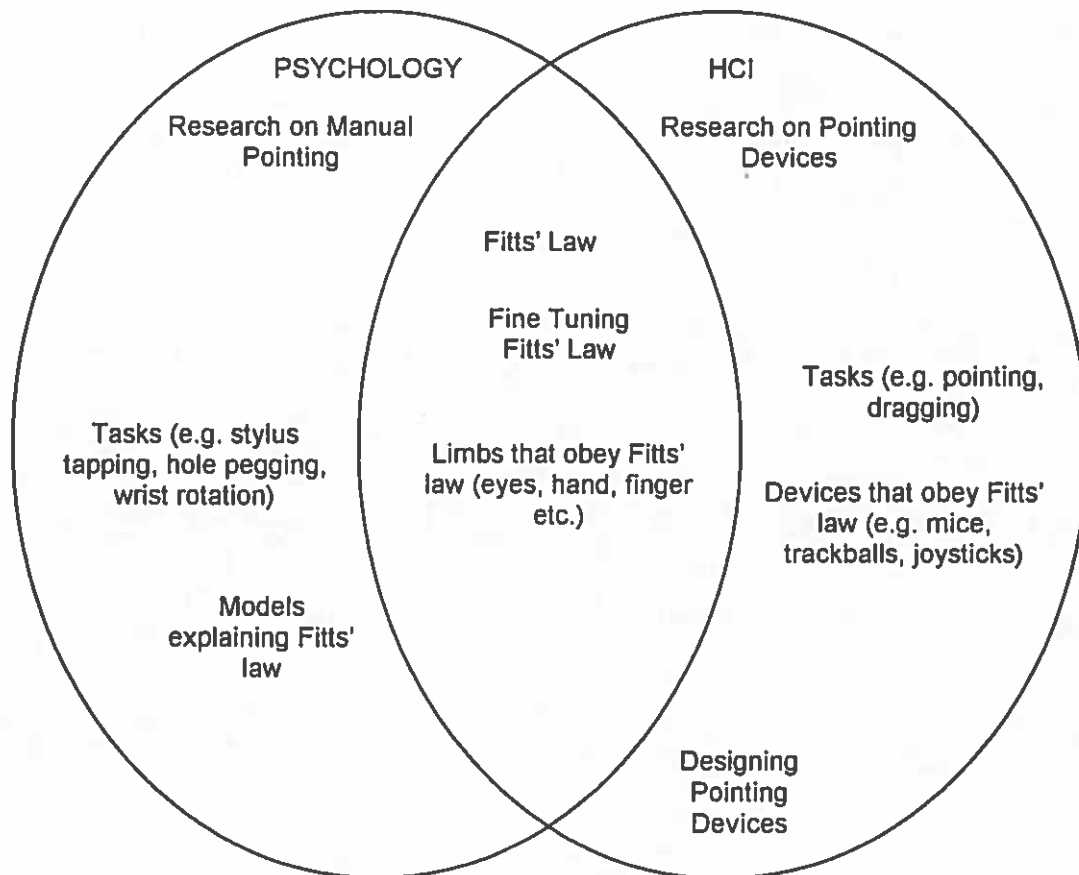 PSYCHOLOGY
Research on Manual
Pointing
Tasks (e.g. stylus
tapping, hole pegging,
wrist rotation)
Models
explaining Fitts'
law
Fitts' Law
Fine Tuning
Fitts' Law
Limbs that obey Fitts'
law (eyes, hand, finger
etc.)
HCI
Research on Pointing
Devices
Tasks (e.g. pointing,
dragging)
Devices that obey Fitts'
law (e.g. mice,
trackballs, joysticks)
Designing
Pointing
Devices